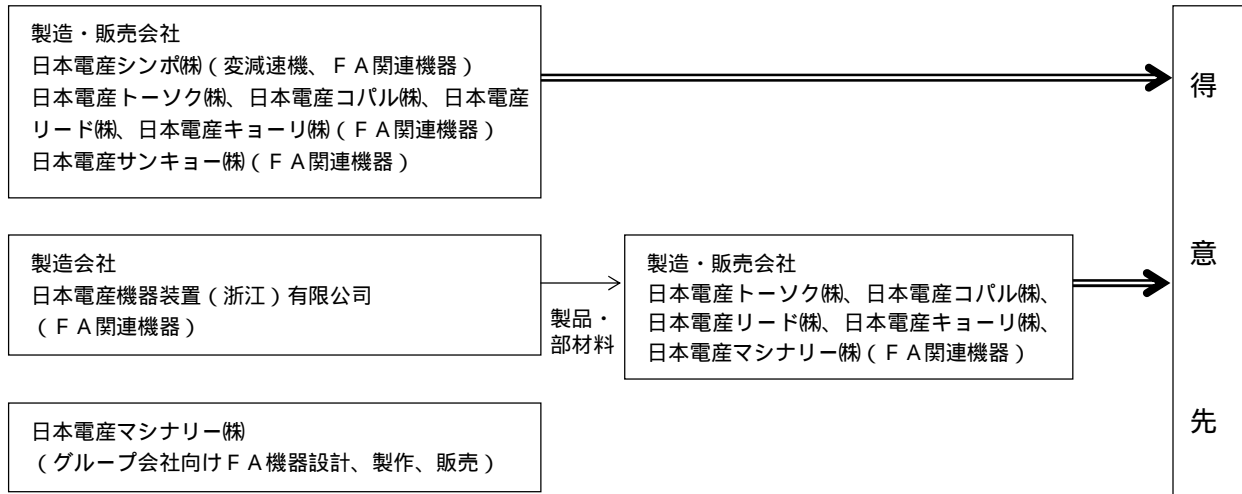 製造・販売会社
日本電産シンポ㈱(変減速機、FA関連機器)
日本電産トーソク㈱、日本電産コパル㈱、日本電産
リード㈱、日本電産キョーリ㈱(FA関連機器)
日本電産サンキョー㈱(FA関連機器)
製造会社
日本電産機器装置(浙江)有限公司
(FA関連機器)
製品・
部材料
製造・販売会社
日本電産トーソク㈱、日本電産コパル㈱、
日本電産リード㈱、日本電産キョーリ㈱、
日本電産マシナリー㈱(FA関連機器)
日本電産マシナリー㈱
(グループ会社向けFA機器設計、製作、販売)
得
意
先